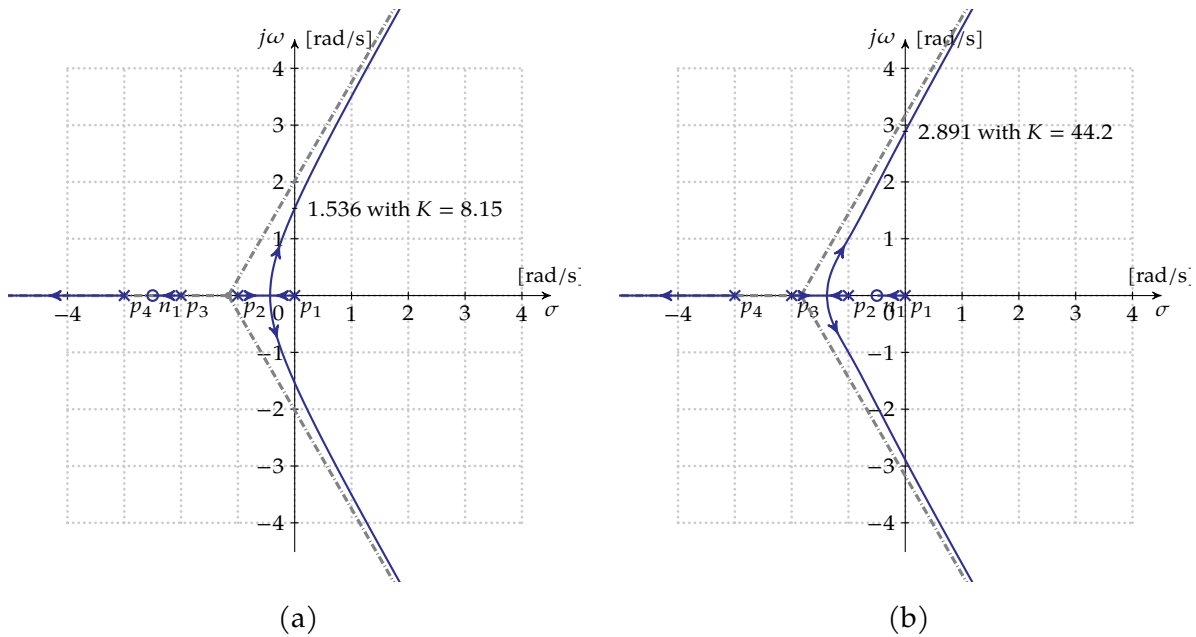 jω [rad/s]
4
3
2
1.536 with K = 8.15
1
[rad/s]
−4 p4 n1 p3 p2 0 p1 1 2 3 4 σ
−1
−2
−3
−4
(a)
jω [rad/s]
4
3
2.891 with K = 44.2
2
1
[rad/s]
−4 p4 p3 p2 0 n1 p1 1 2 3 4 σ
−1
−2
−3
−4
(b)